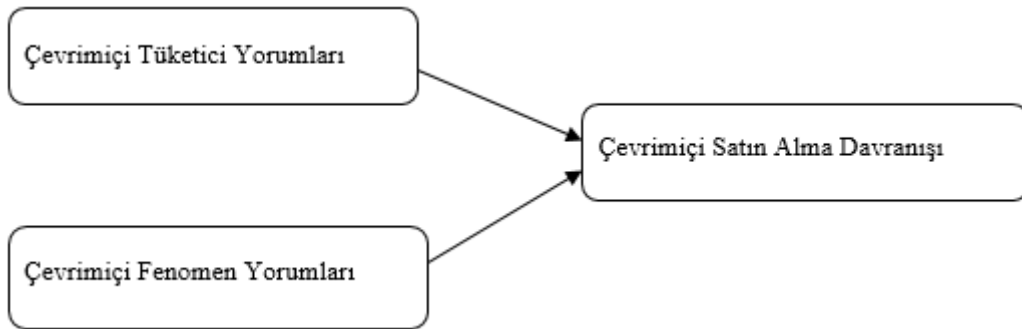 Çevrimiçi Tüketici Yorumları
Çevrimiçi Satın Alma Davranışı
Çevrimiçi Fenomen Yorumları